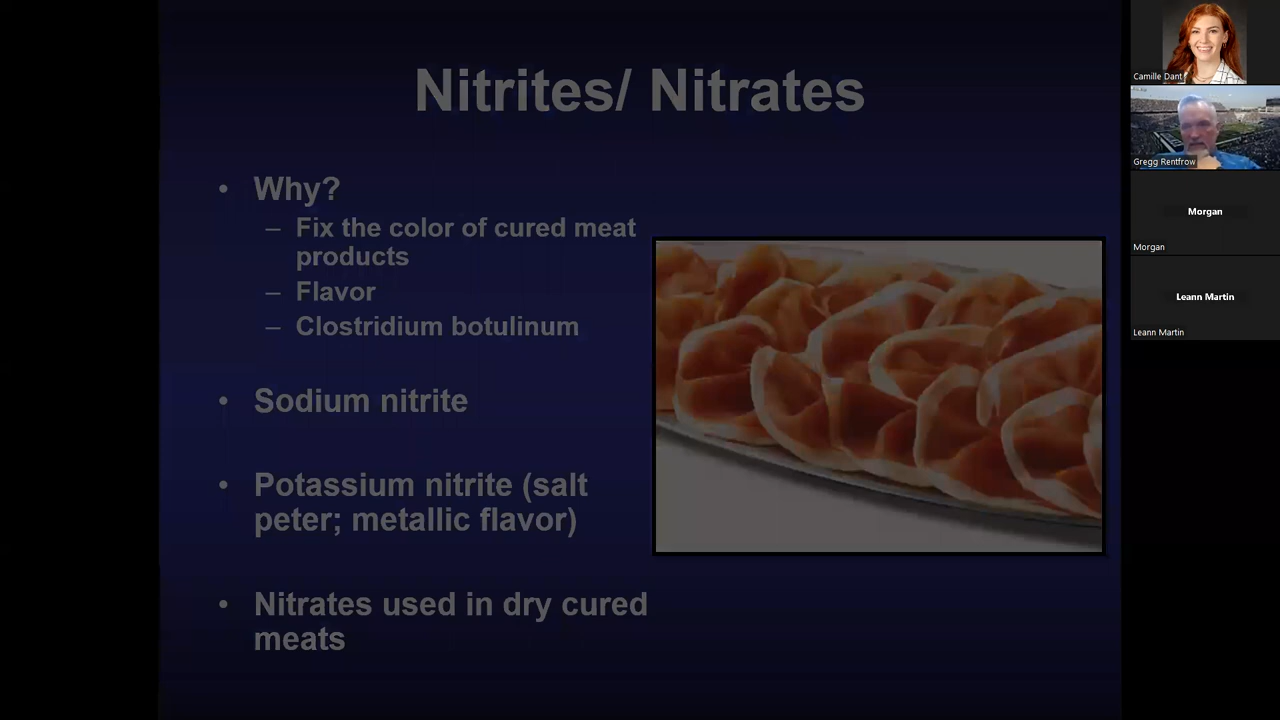 Nitrites/ Nitrates
• Why?
– Fix the color of cured meat
products
– Flavor
– Clostridium botulinum
• Sodium nitrite
• Potassium nitrite (salt
peter; metallic flavor)
• Nitrates used in dry cured
meats
Camille Dant
Gregg Rentfrow
Morgan
Morgan
Leann Martin
Leann Martin